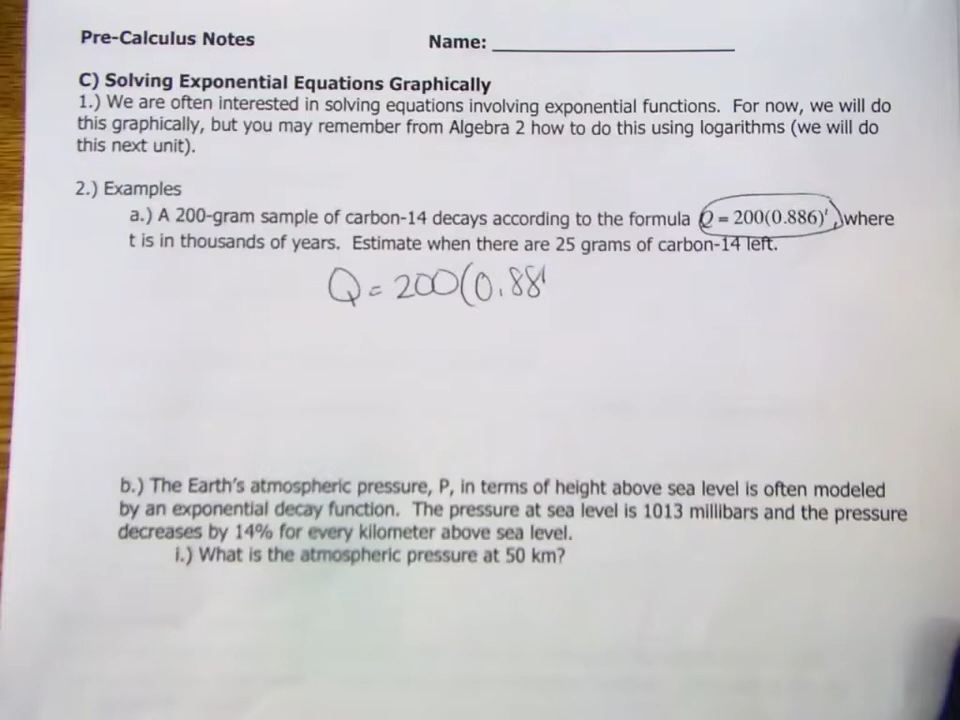 Pre-Calculus Notes Name: ____________________
C) Solving Exponential Equations Graphically
1.) We are often interested in solving equations involving exponential functions. For now, we will do
this graphically, but you may remember from Algebra 2 how to do this using logarithms (we will do
this next unit).
2.) Examples
a.) A 200-gram sample of carbon-14 decays according to the formula Q = 200(0.886)^t, where
t is in thousands of years. Estimate when there are 25 grams of carbon-14 left.
Q = 200(0.88
b.) The Earth's atmospheric pressure, P, in terms of height above sea level is often modeled
by an exponential decay function. The pressure at sea level is 1013 millibars and the pressure
decreases by 14% for every kilometer above sea level.
i.) What is the atmospheric pressure at 50 km?